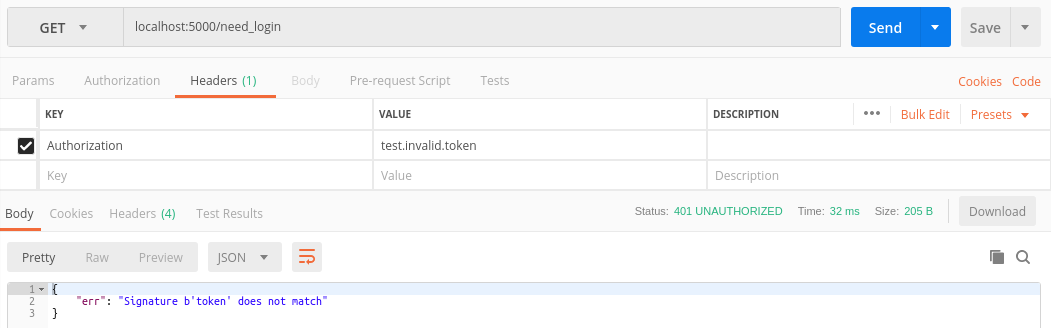 GET localhost:5000/need_login Send Save
Params Authorization Headers (1) Body Pre-request Script Tests Cookies Code
KEY VALUE DESCRIPTION ••• Bulk Edit Presets
Authorization test.invalid.token
Key Value Description
Body Cookies Headers (4) Test Results Status: 401 UNAUTHORIZED Time: 32 ms Size: 205 B Download
Pretty Raw Preview JSON
1 {
2 "err": "Signature b'token' does not match"
3 }